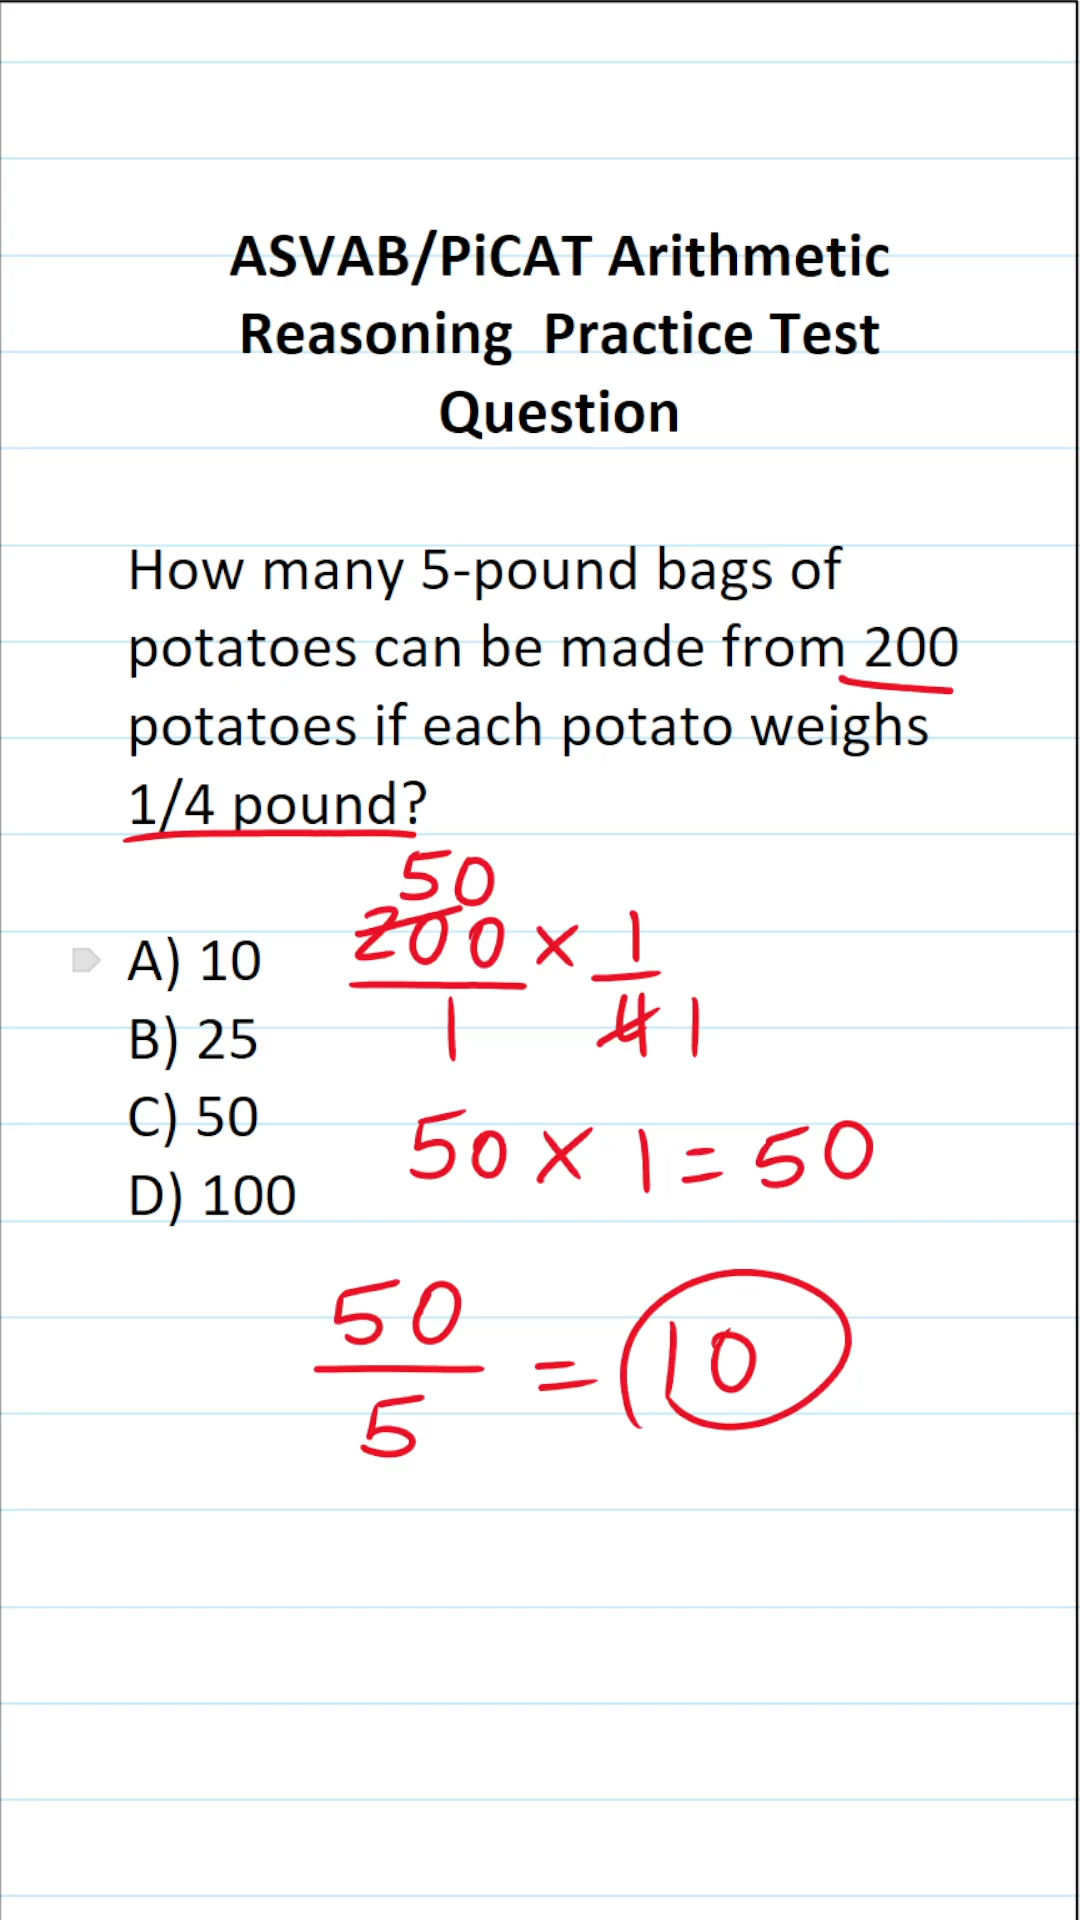 ASVAB/PiCAT Arithmetic
Reasoning  Practice Test
Question
How many 5-pound bags of
potatoes can be made from 200
potatoes if each potato weighs
1/4 pound?
A) 10
B) 25
C) 50
D) 100
50
200 × 1
1 4 1
50 × 1 = 50
50
= 10
5